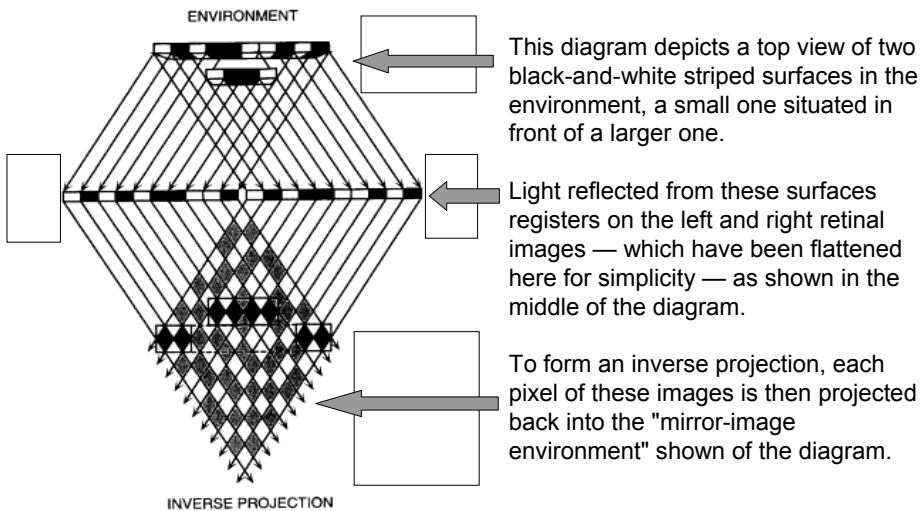 ENVIRONMENT
This diagram depicts a top view of two
black-and-white striped surfaces in the
environment, a small one situated in
front of a larger one.
Light reflected from these surfaces
registers on the left and right retinal
images — which have been flattened
here for simplicity — as shown in the
middle of the diagram.
To form an inverse projection, each
pixel of these images is then projected
back into the "mirror-image
environment" shown of the diagram.
INVERSE PROJECTION